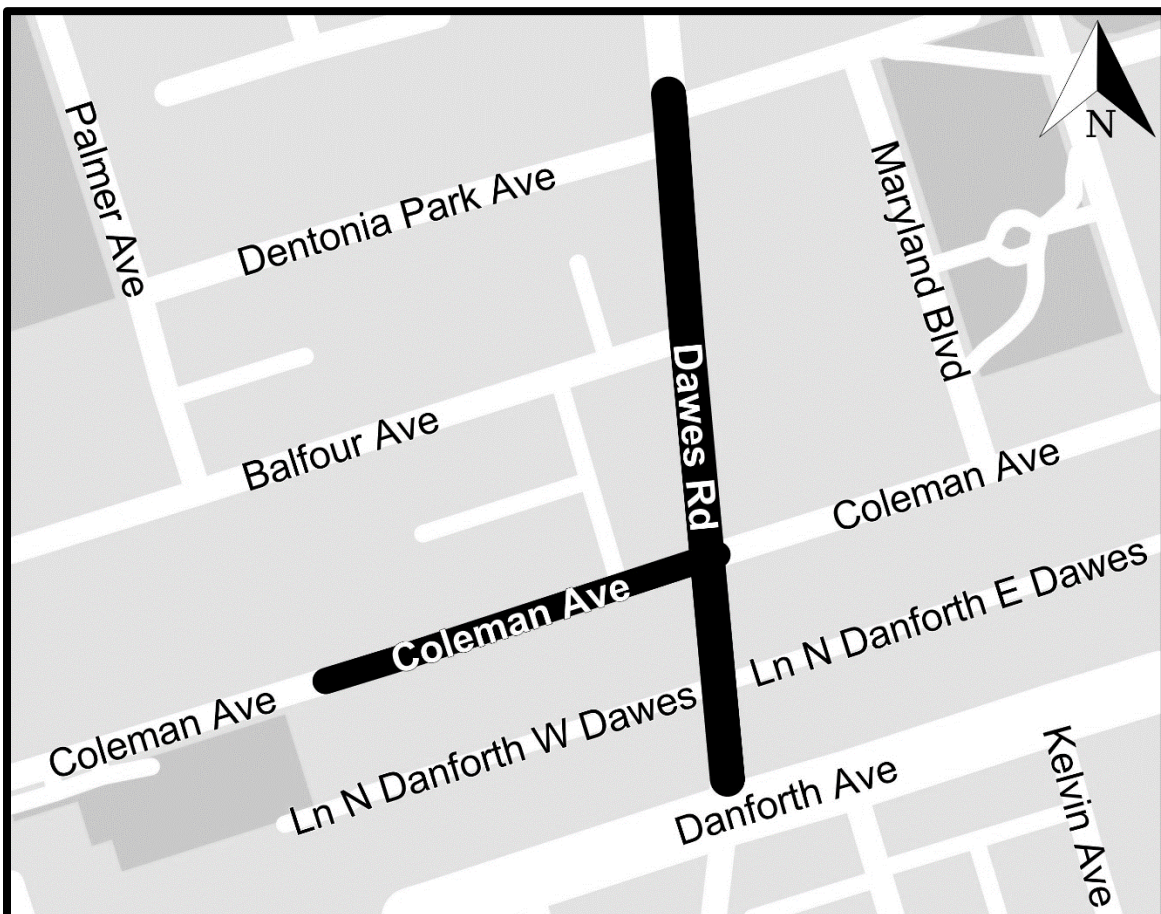 N
Palmer Ave
Dentonia Park Ave
Maryland Blvd
Dawes Rd
Balfour Ave
Coleman Ave
Coleman Ave
Ln N Danforth E Dawes
Coleman Ave
Ln N Danforth W Dawes
Danforth Ave
Kelvin Ave